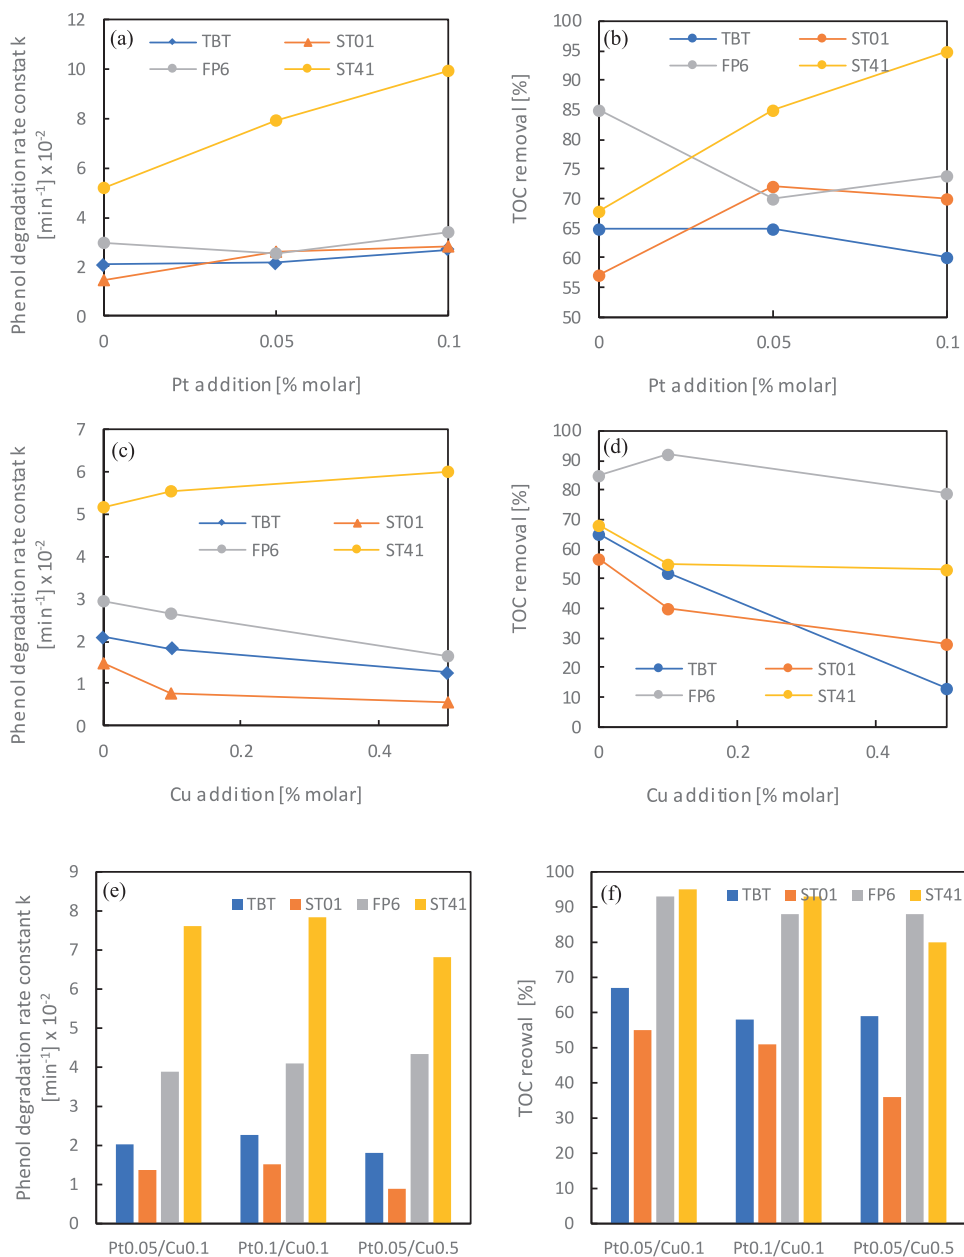 (a)
TBT
ST01
FP6
ST41
12
10
8
6
4
2
0
0
0.05
0.1
Phenol degradation rate constat k
[min⁻¹] x 10⁻²
Pt addition [% molar]
(b)
TBT
ST01
FP6
ST41
100
95
90
85
80
75
70
65
60
55
50
0
0.05
0.1
TOC removal [%]
Pt addition [% molar]
(c)
TBT
ST01
FP6
ST41
7
6
5
4
3
2
1
0
0
0.2
0.4
Phenol degradation rate constant k
[min⁻¹] x 10⁻²
Cu addition [% molar]
(d)
TBT
ST01
FP6
ST41
100
90
80
70
60
50
40
30
20
10
0
0
0.2
0.4
TOC removal [%]
Cu addition [% molar]
(e)
TBT ST01 FP6 ST41
9
8
7
6
5
4
3
2
1
0
Pt0.05/Cu0.1 Pt0.1/Cu0.1 Pt0.05/Cu0.5
Phenol degradation rate constant k
[min⁻¹] x 10⁻²
(f)
TBT ST01 FP6 ST41
100
90
80
70
60
50
40
30
20
10
0
Pt0.05/Cu0.1 Pt0.1/Cu0.1 Pt0.05/Cu0.5
TOC reowal [%]